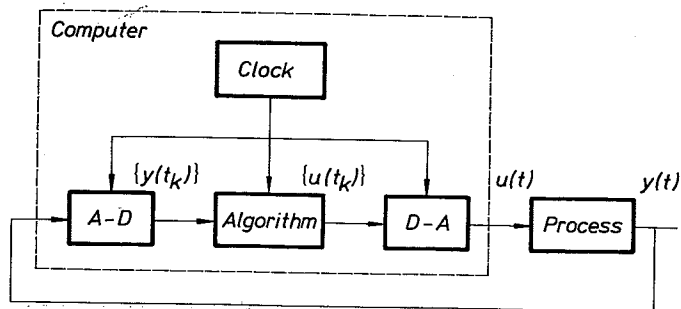 Computer
Clock
{y(t_k)}
{u(t_k)}
u(t)
y(t)
A-D
Algorithm
D-A
Process